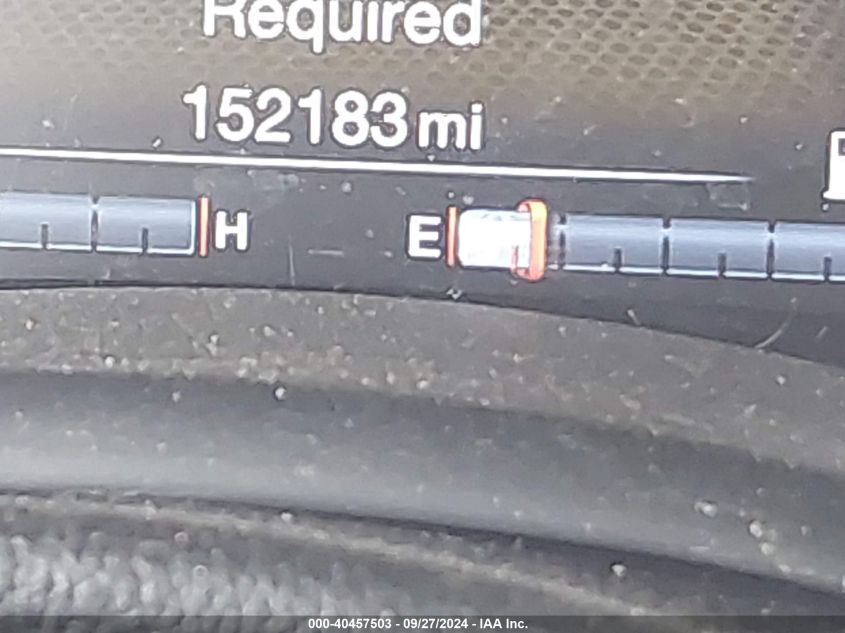 Required
152183 mi
H
E
000-40457503 - 09/27/2024 - IAA Inc.